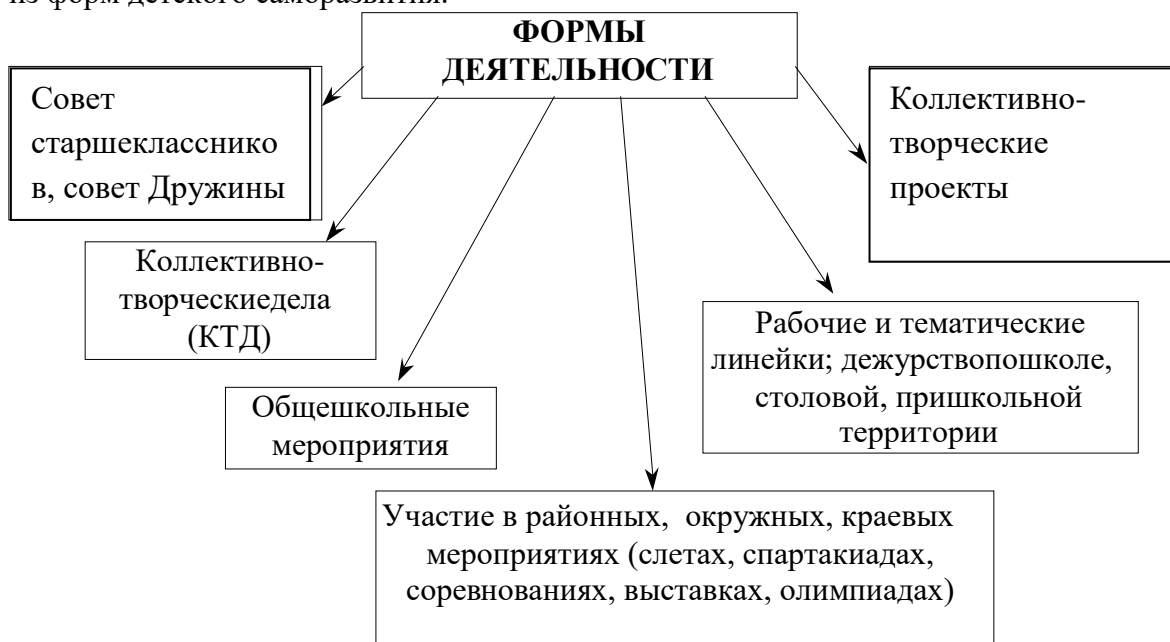 из форм детского саморазвития.
ФОРМЫ
ДЕЯТЕЛЬНОСТИ
Совет
старшекласснико
в, совет Дружины
Коллективно-
творческие
проекты
Коллективно-
творческиедела
(КТД)
Рабочие и тематические
линейки; дежурствопошколе,
столовой, пришкольной
территории
Общешкольные
мероприятия
Участие в районных, окружных, краевых
мероприятиях (слетах, спартакиадах,
соревнованиях, выставках, олимпиадах)